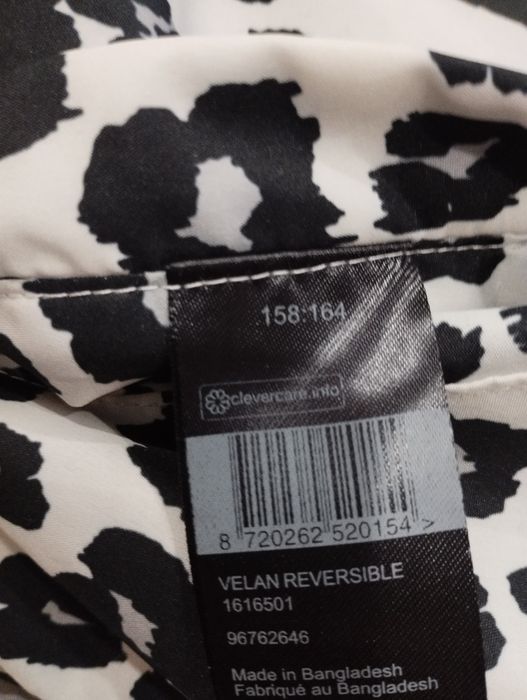 158:164
clevercare.info
8 720262 520154 >
VELAN REVERSIBLE
1616501
96762646
Made in Bangladesh
Fabriqué au Bangladesh